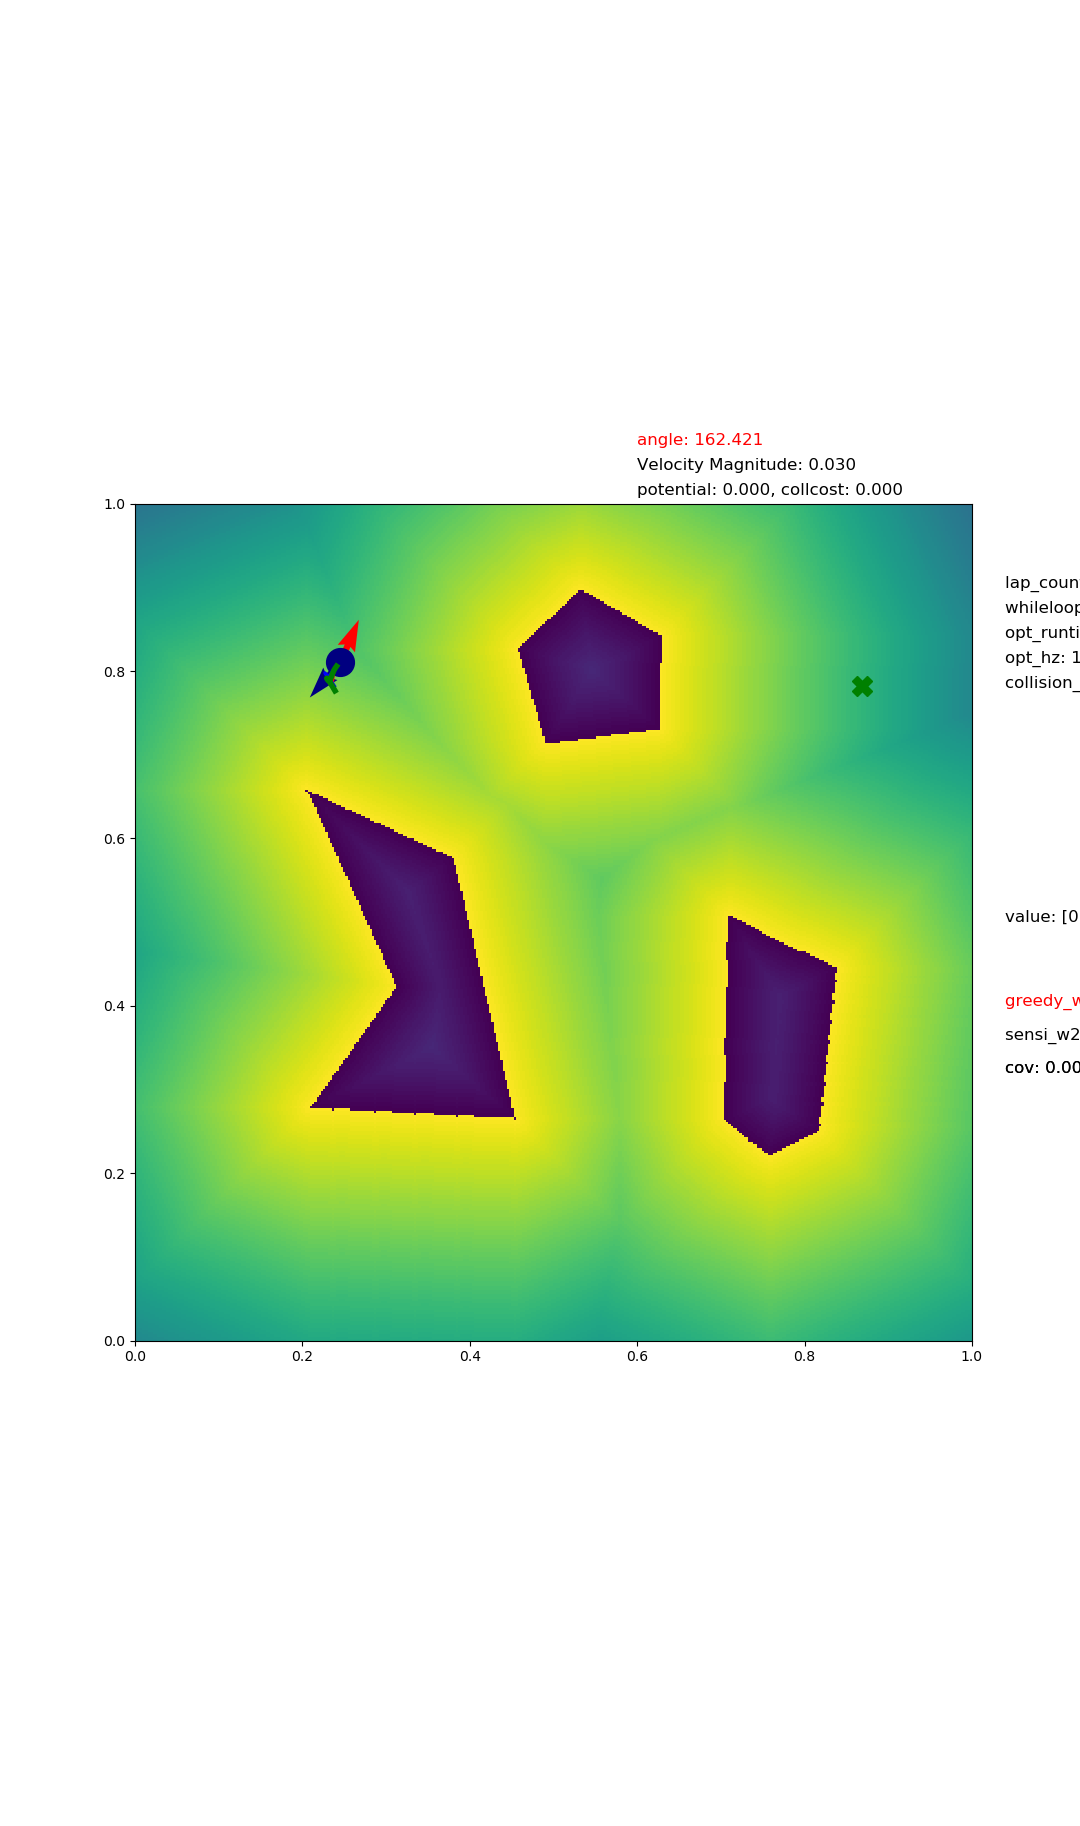 angle: 162.421
Velocity Magnitude: 0.030
potential: 0.000, collcost: 0.000
1.0
0.8
0.6
0.4
0.2
0.0
0.0 0.2 0.4 0.6 0.8 1.0
lap_coun
whileloop
opt_runti
opt_hz: 1
collision_
value: [0
greedy_w
sensi_w2
cov: 0.00